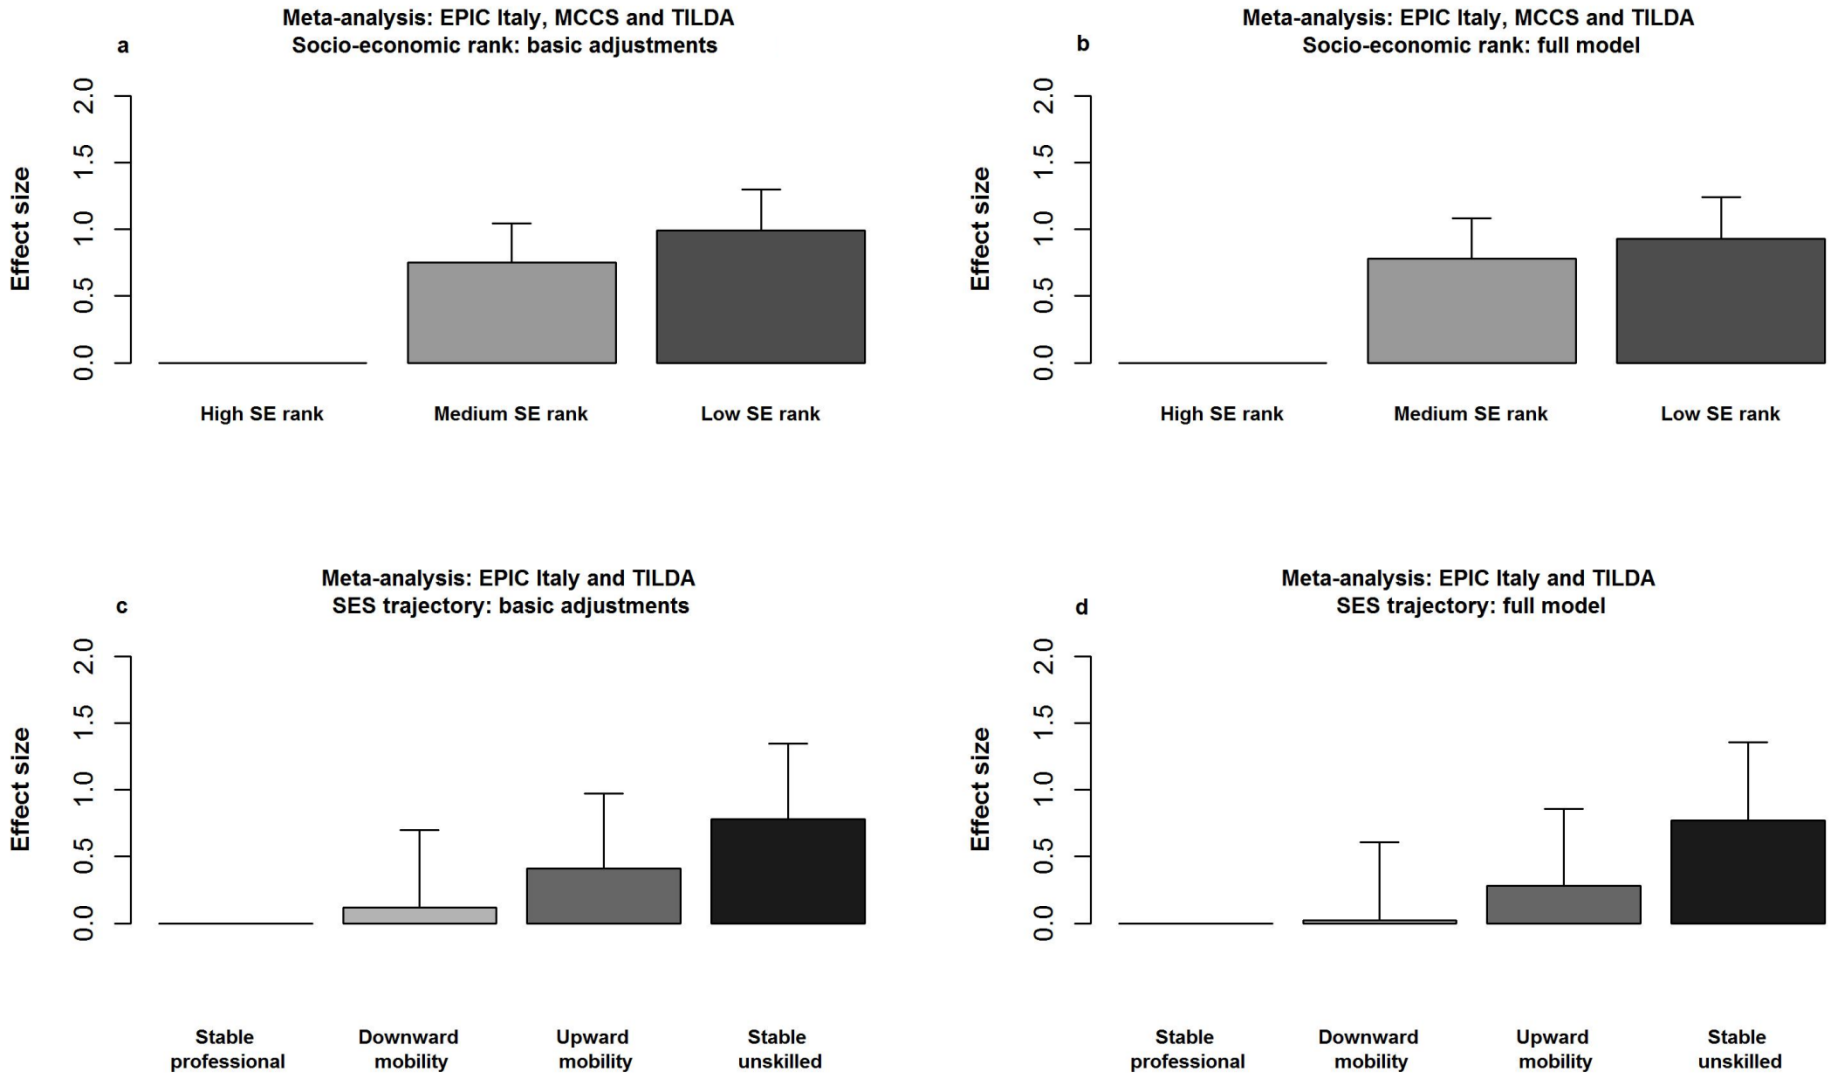 Meta-analysis: EPIC Italy, MCCS and TILDA
a Socio-economic rank: basic adjustments
Effect size
2.0
1.5
1.0
0.5
0.0
High SE rank Medium SE rank Low SE rank
Meta-analysis: EPIC Italy, MCCS and TILDA
b Socio-economic rank: full model
Effect size
2.0
1.5
1.0
0.5
0.0
High SE rank Medium SE rank Low SE rank
Meta-analysis: EPIC Italy and TILDA
c SES trajectory: basic adjustments
Effect size
2.0
1.5
1.0
0.5
0.0
Stable Downward Upward Stable
professional mobility mobility unskilled
Meta-analysis: EPIC Italy and TILDA
d SES trajectory: full model
Effect size
2.0
1.5
1.0
0.5
0.0
Stable Downward Upward Stable
professional mobility mobility unskilled